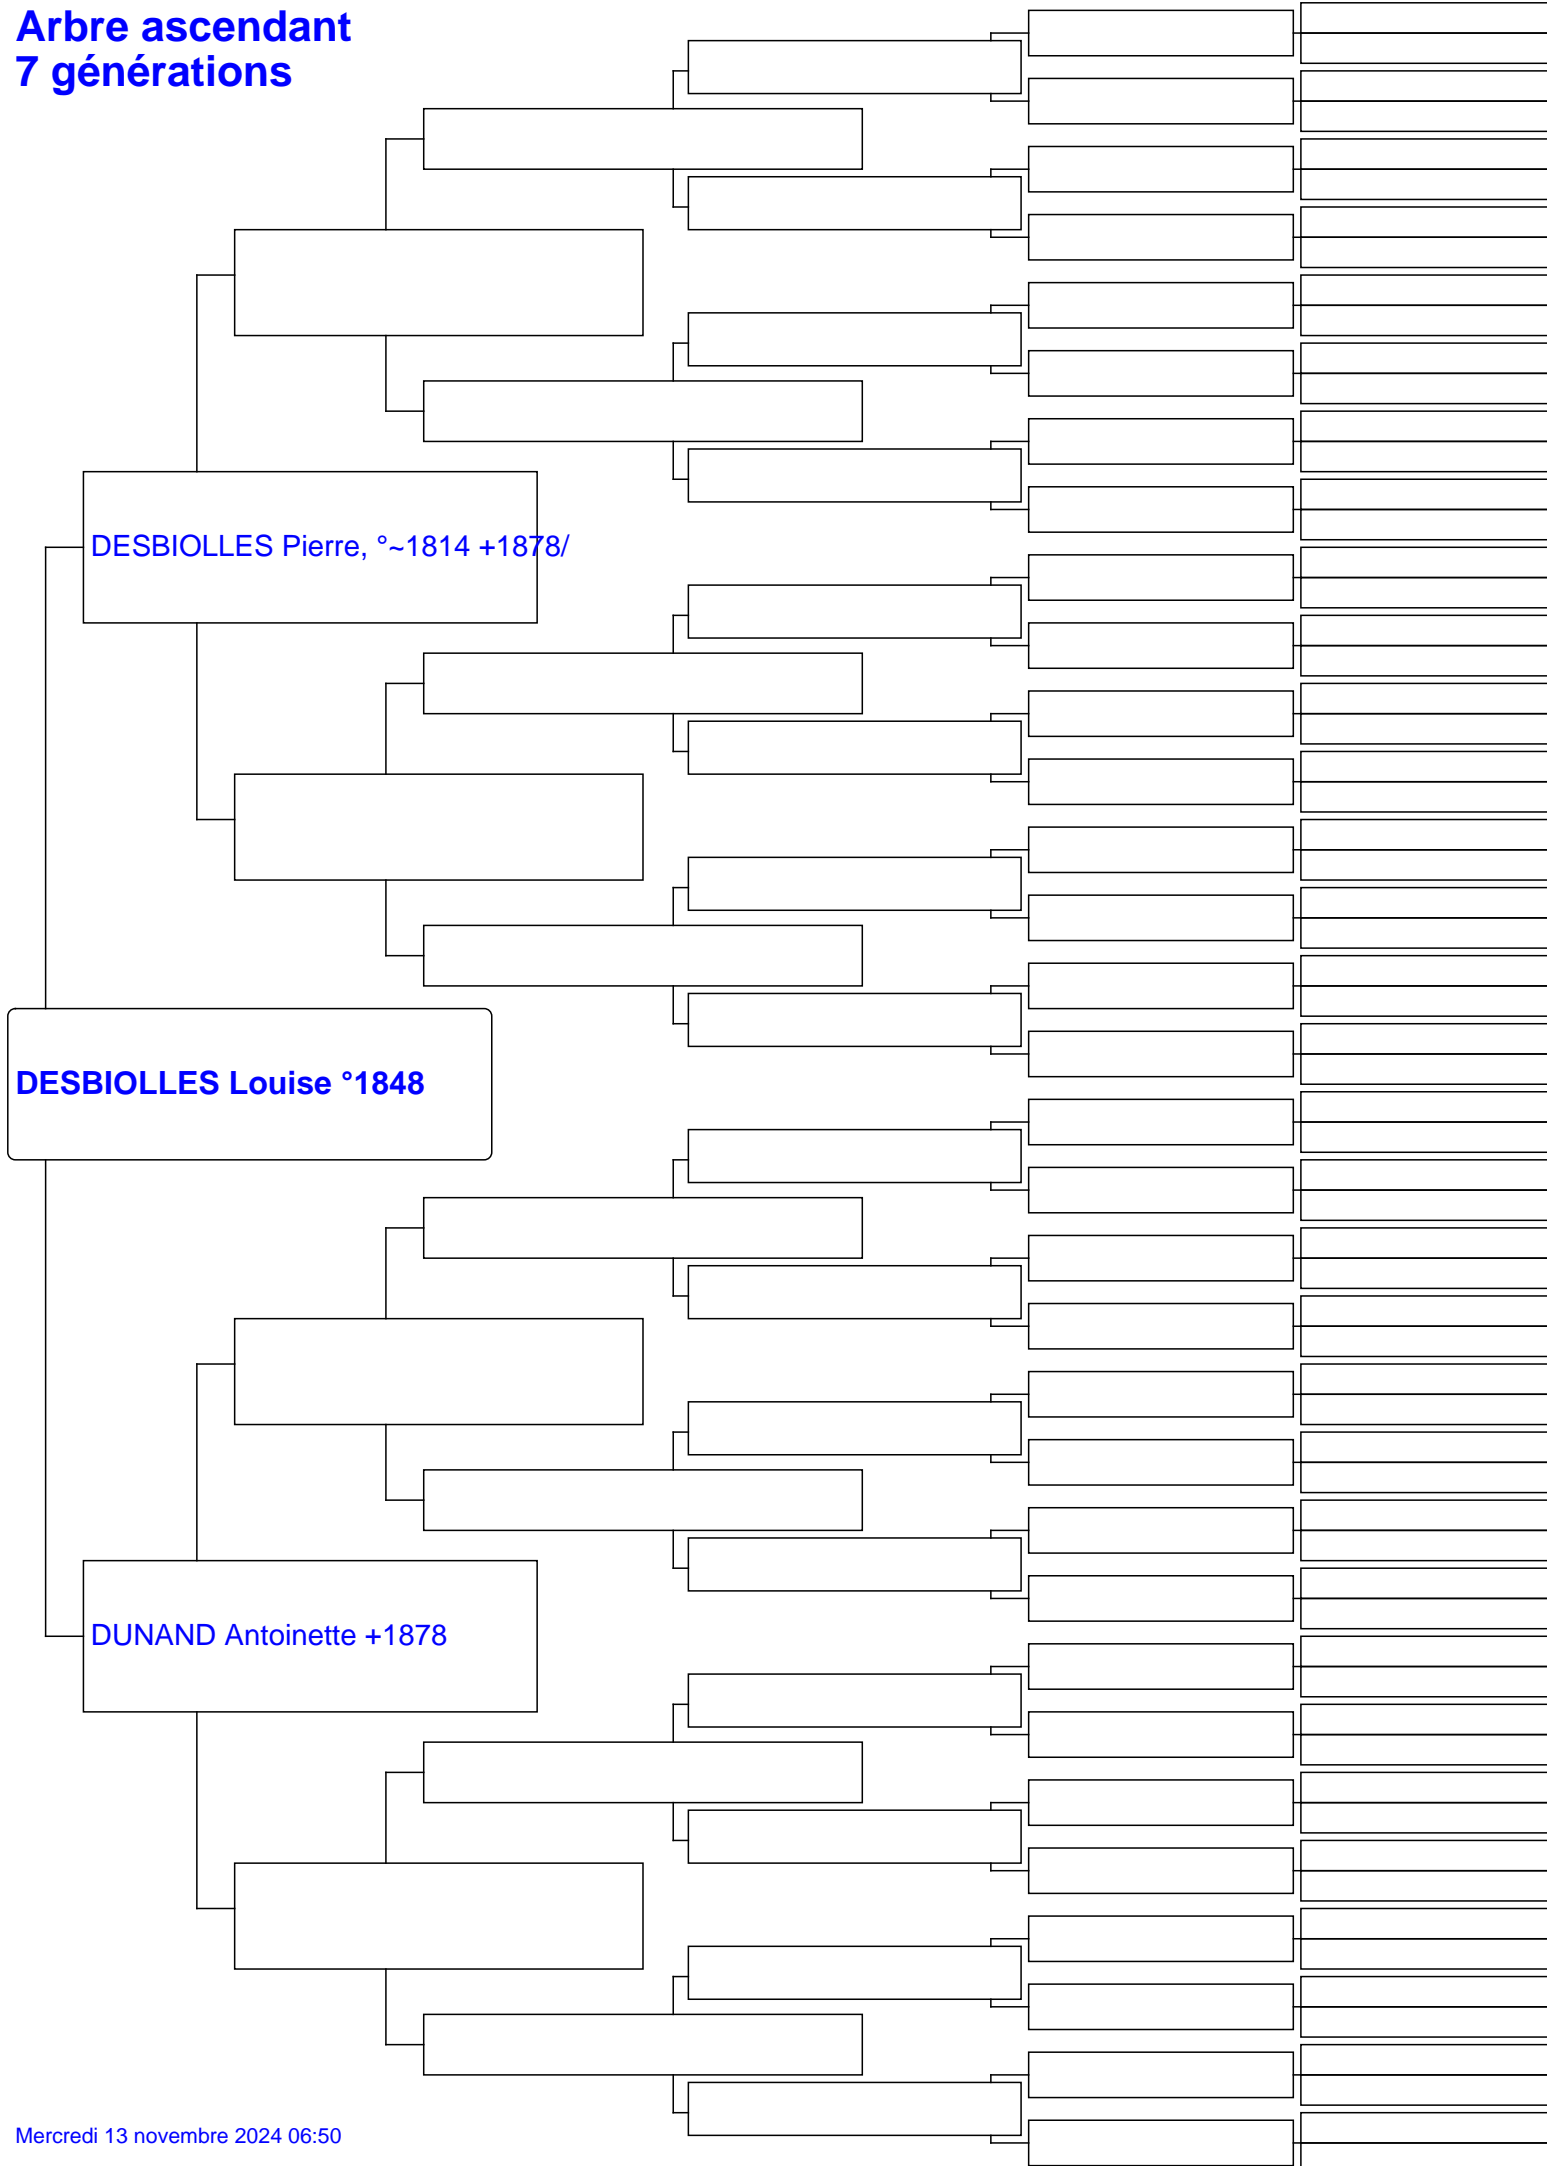 Arbre ascendant
7 générations
DESBIOLLES Pierre, °~1814 +1878/
DESBIOLLES Louise °1848
DUNAND Antoinette +1878
Mercredi 13 novembre 2024 06:50